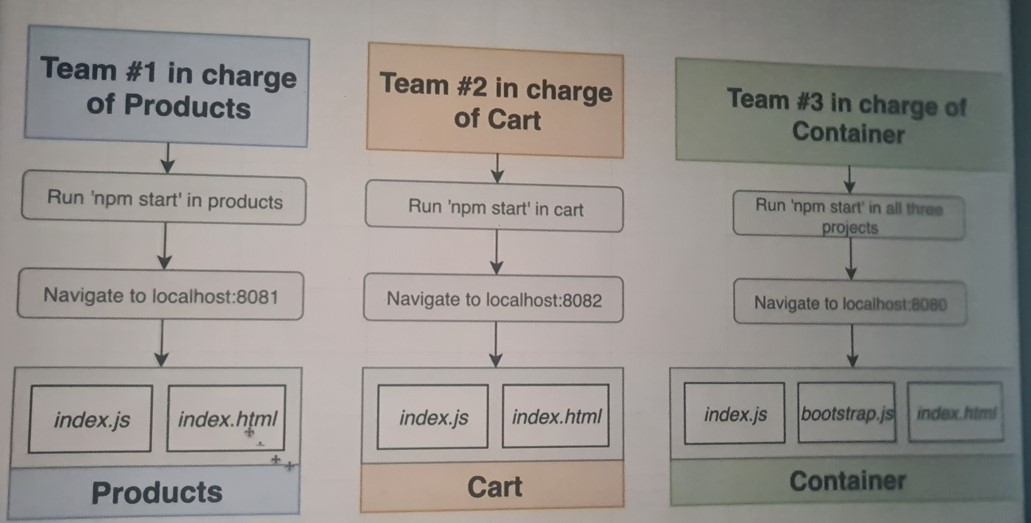 Team #1 in charge
of Products
Run 'npm start' in products
Navigate to localhost:8081
index.js
index.html
Products
Team #2 in charge
of Cart
Run 'npm start' in cart
Navigate to localhost:8082
index.js
index.html
Cart
Team #3 in charge of
Container
Run 'npm start' in all three
projects
Navigate to localhost:8080
index.js
bootstrap.js
index.html
Container